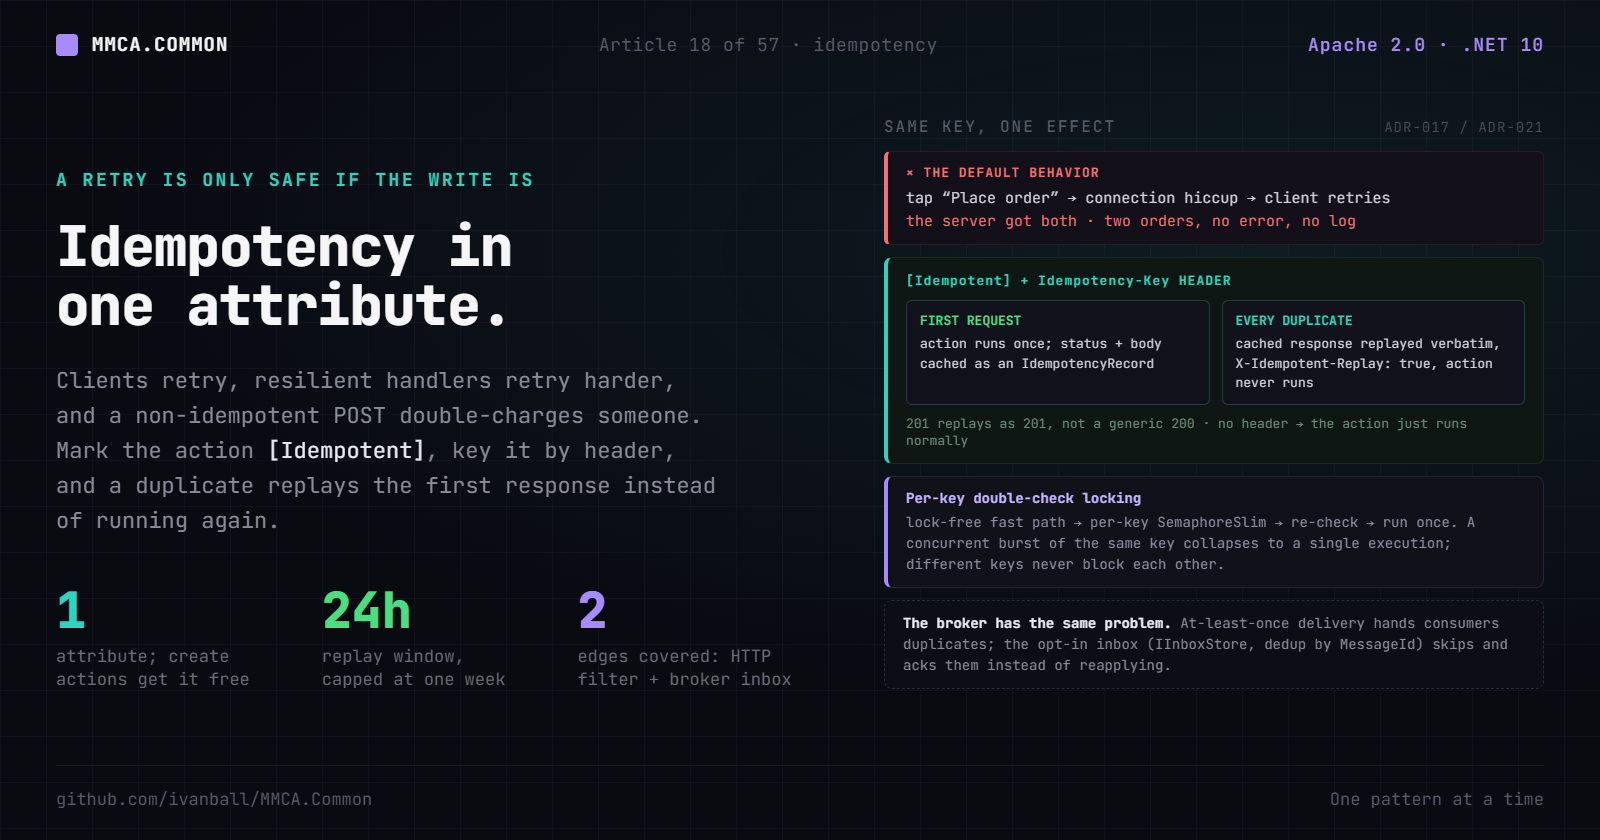 MMCA.COMMON
Article 18 of 57 · idempotency
Apache 2.0 · .NET 10
A RETRY IS ONLY SAFE IF THE WRITE IS
Idempotency in
one attribute.
Clients retry, resilient handlers retry harder,
and a non-idempotent POST double-charges someone.
Mark the action [Idempotent], key it by header,
and a duplicate replays the first response instead
of running again.
1
attribute; create
actions get it free
24h
replay window,
capped at one week
2
edges covered: HTTP
filter + broker inbox
SAME KEY, ONE EFFECT
ADR-017 / ADR-021
× THE DEFAULT BEHAVIOR
tap “Place order” → connection hiccup → client retries
the server got both · two orders, no error, no log
[Idempotent] + Idempotency-Key HEADER
FIRST REQUEST
action runs once; status + body
cached as an IdempotencyRecord
EVERY DUPLICATE
cached response replayed verbatim,
X-Idempotent-Replay: true, action
never runs
201 replays as 201, not a generic 200 · no header → the action just runs
normally
Per-key double-check locking
lock-free fast path → per-key SemaphoreSlim → re-check → run once. A
concurrent burst of the same key collapses to a single execution;
different keys never block each other.
The broker has the same problem. At-least-once delivery hands consumers
duplicates; the opt-in inbox (IInboxStore, dedup by MessageId) skips and
acks them instead of reapplying.
github.com/ivanball/MMCA.Common
One pattern at a time